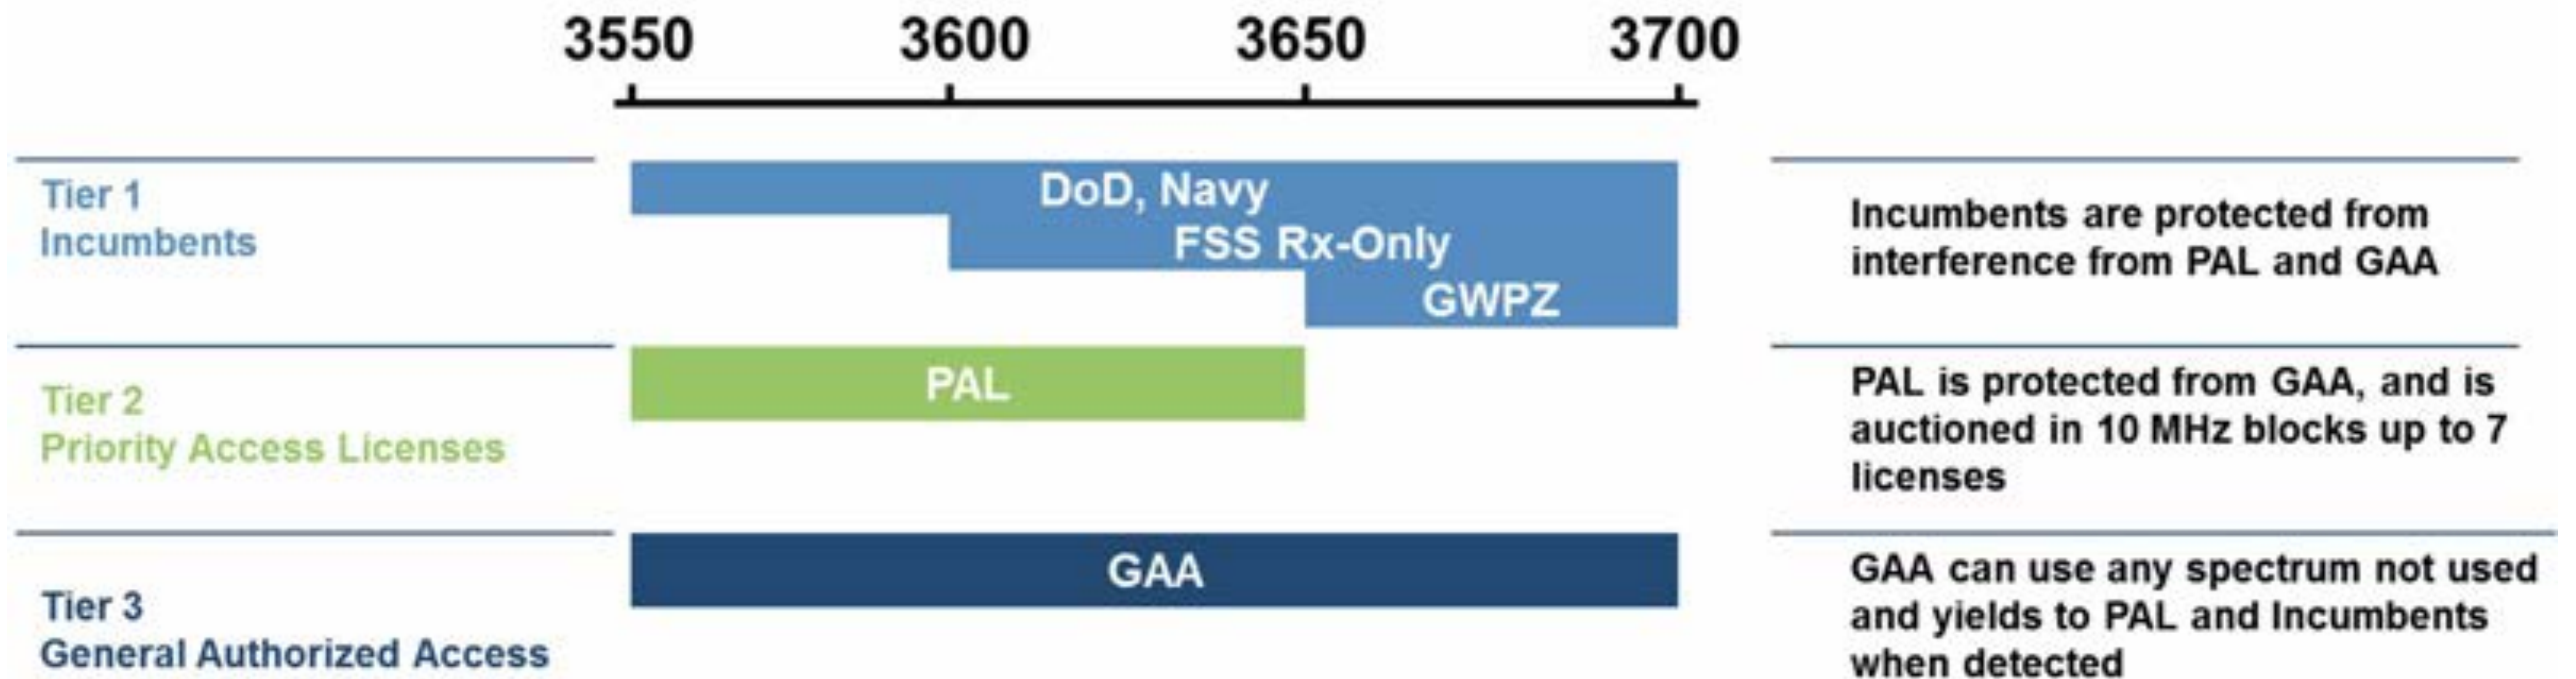 3550 3600 3650 3700
Tier 1
Incumbents
DoD, Navy
FSS Rx-Only
GWPZ
Incumbents are protected from
interference from PAL and GAA
Tier 2
Priority Access Licenses
PAL
PAL is protected from GAA, and is
auctioned in 10 MHz blocks up to 7
licenses
Tier 3
General Authorized Access
GAA
GAA can use any spectrum not used
and yields to PAL and Incumbents
when detected